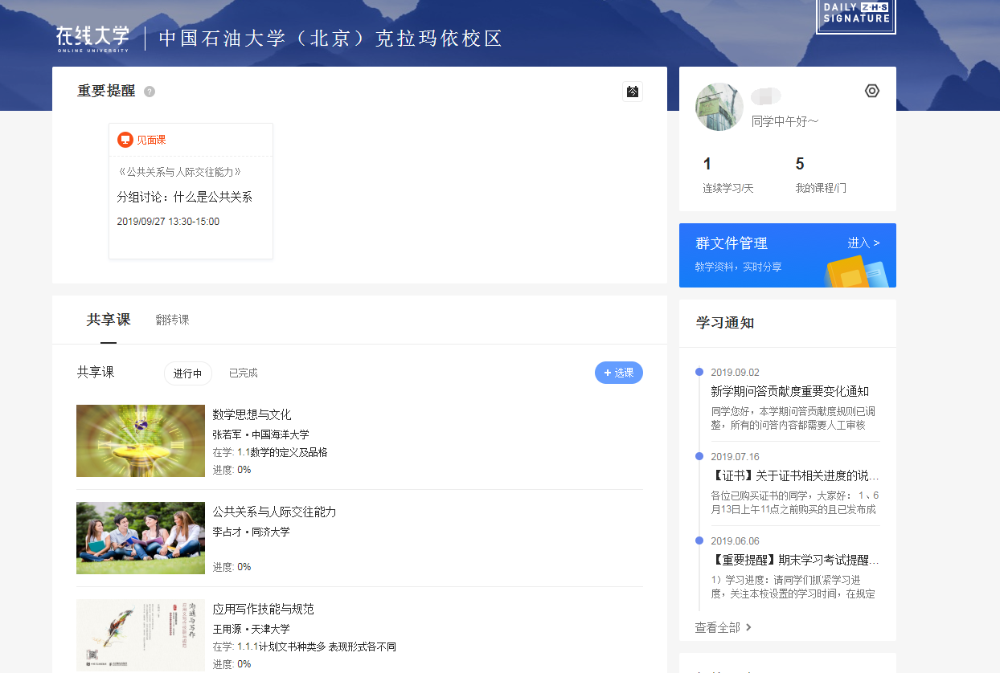 在线大学
ONLINE UNIVERSITY
中国石油大学（北京）克拉玛依校区
DAILY ZHS
SIGNATURE
重要提醒
?
见面课
《公共关系与人际交往能力》
分组讨论：什么是公共关系
2019/09/27 13:30-15:00
同学中午好～
1
5
连续学习/天
我的课程/门
群文件管理
进入 >
教学资料，实时分享
共享课
翻转课
共享课
进行中
已完成
+ 选课
数学思想与文化
张若军 • 中国海洋大学
在学: 1.1数学的定义及品格
进度: 0%
公共关系与人际交往能力
李占才 • 同济大学
进度: 0%
沟通与写作
应用写作技能与规范
王用源 • 天津大学
在学: 1.1.1计划文书种类多 表现形式各不同
进度: 0%
学习通知
2019.09.02
新学期问答贡献度重要变化通知
同学您好，本学期问答贡献度规则已调
整，所有的问答内容都需要人工审核
2019.07.16
【证书】关于证书相关进度的说...
各位已购买证书的同学，大家好： 1、6
月13日上午11点之前购买的且已发布成
2019.06.06
【重要提醒】期末学习考试提醒...
1）学习进度：请同学们抓紧学习进
度，关注本校设置的学习时间，在规定
查看全部 >